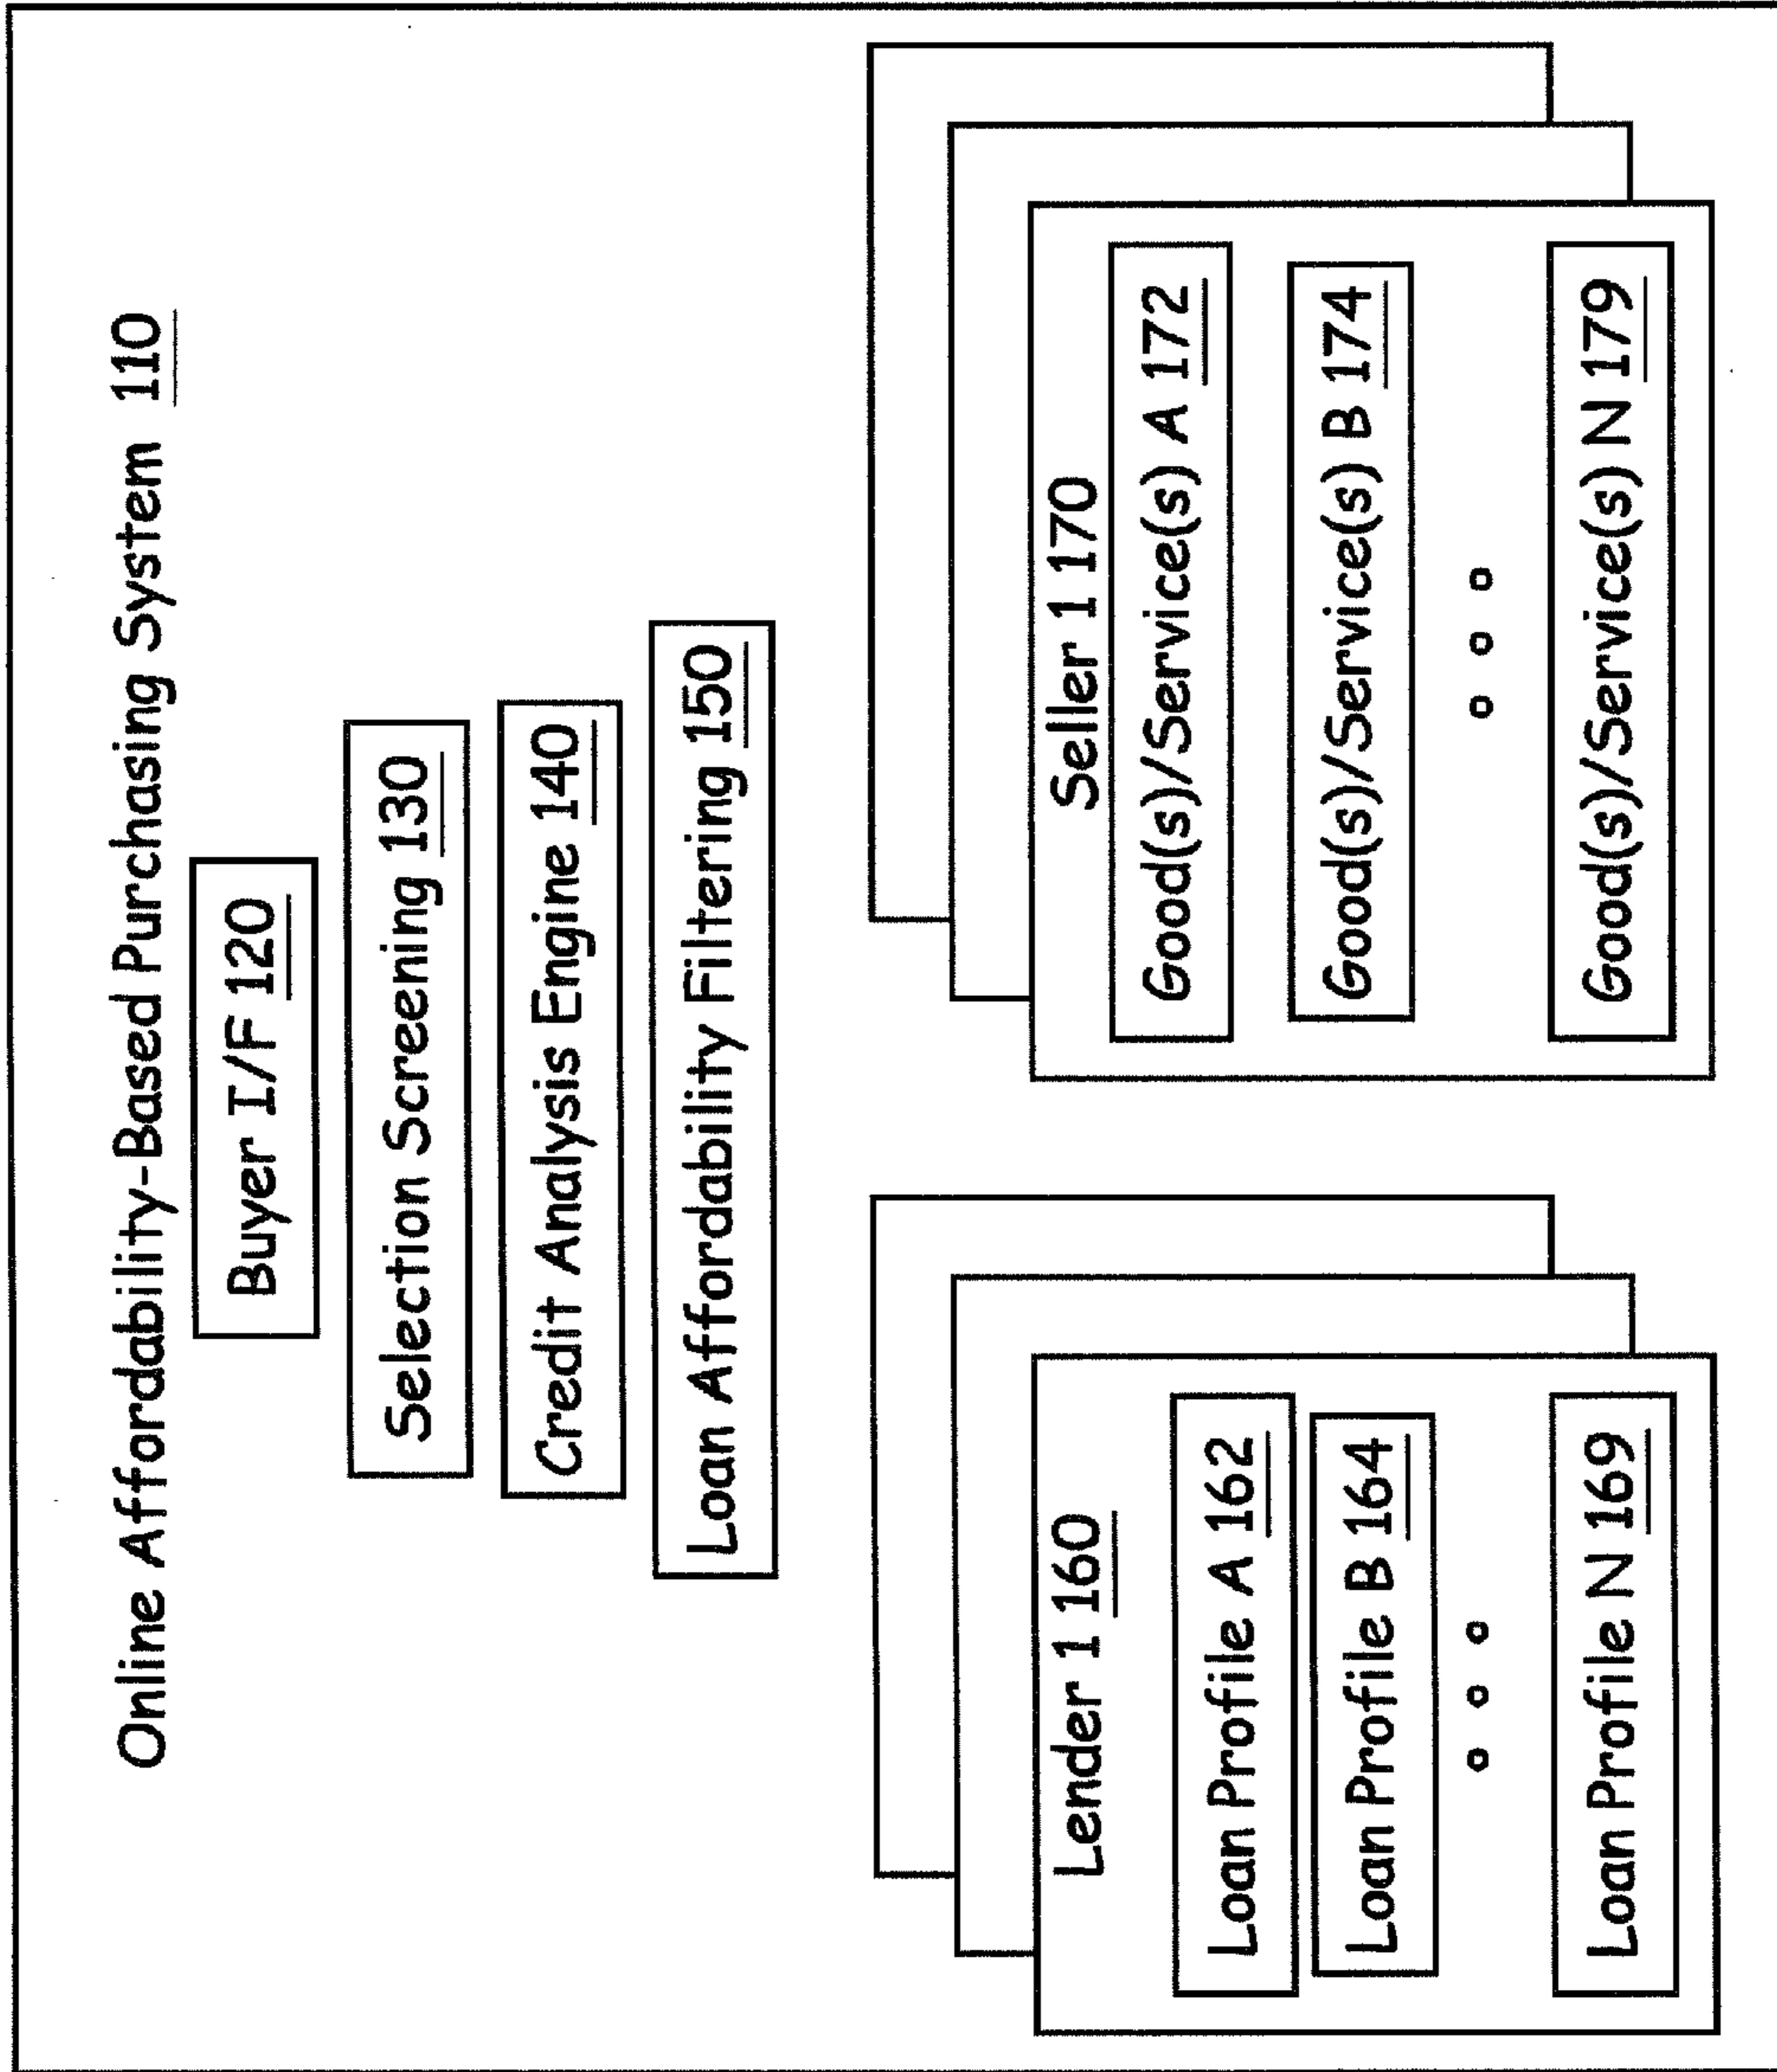 Online Affordability-Based Purchasing System 110
Buyer I/F 120
Selection Screening 130
Credit Analysis Engine 140
Loan Affordability Filtering 150
Lender 1 160
Loan Profile A 162
Loan Profile B 164
Loan Profile N 169
Seller 1 170
Good(s)/Service(s) A 172
Good(s)/Service(s) B 174
Good(s)/Service(s) N 179